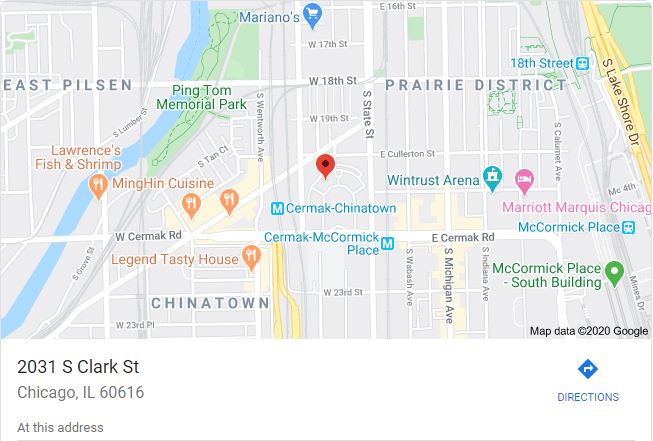 Mariano's
E 16th St
W 17th St
EAST PILSEN
W 18th St
PRAIRIE DISTRICT
18th Street
S Lake Shore Dr
Ping Tom
Memorial Park
S Lumber St
S Wentworth Ave
W 19th St
S State St
S Tan Ct
E Cullerton St
S Calumet Ave
Lawrence's
Fish & Shrimp
MingHin Cuisine
Wintrust Arena
Mc 4th
Marriott Marquis Chicag
Cermak-Chinatown
McCormick Place
W Cermak Rd
Cermak-McCormick
Place
E Cermak Rd
S Grove St
Legend Tasty House
S Wabash Ave
S Michigan Ave
S Indiana Ave
McCormick Place
- South Building
Mines Dr
CHINATOWN
W 23rd St
W 23rd Pl
Map data ©2020 Google
2031 S Clark St
Chicago, IL 60616
DIRECTIONS
At this address